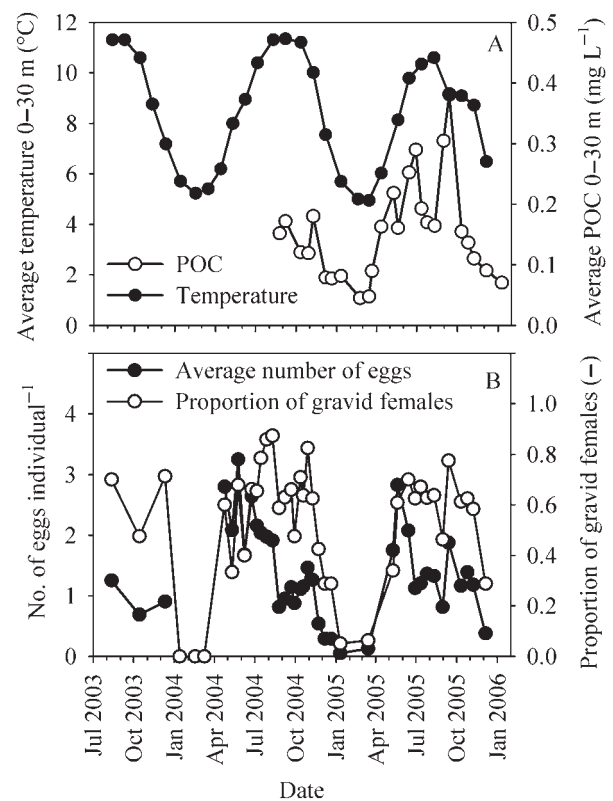 12
10
8
6
4
2
0
Average temperature 0–30 m (°C)
A
POC
Temperature
0.5
0.4
0.3
0.2
0.1
0.0
Average POC 0–30 m (mg L⁻¹)
Average number of eggs
Proportion of gravid females
B
4
3
2
1
0
No. of eggs individual⁻¹
1.0
0.8
0.6
0.4
0.2
0.0
Proportion of gravid females (–)
Jul 2003
Oct 2003
Jan 2004
Apr 2004
Jul 2004
Oct 2004
Jan 2005
Apr 2005
Jul 2005
Oct 2005
Jan 2006
Date